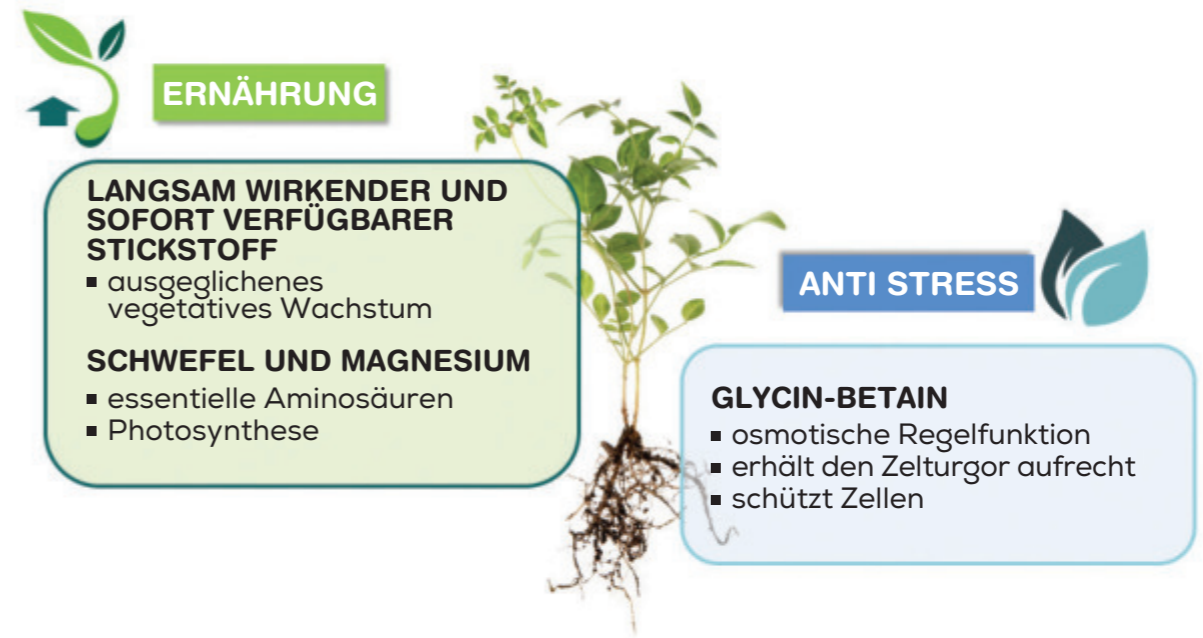 ERNÄHRUNG
LANGSAM WIRKENDER UND
SOFORT VERFÜGBARER
STICKSTOFF
▪ ausgeglichenes
vegetatives Wachstum
SCHWEFEL UND MAGNESIUM
▪ essentielle Aminosäuren
▪ Photosynthese
ANTI STRESS
GLYCIN-BETAIN
▪ osmotische Regelfunktion
▪ erhält den Zelturgor aufrecht
▪ schützt Zellen